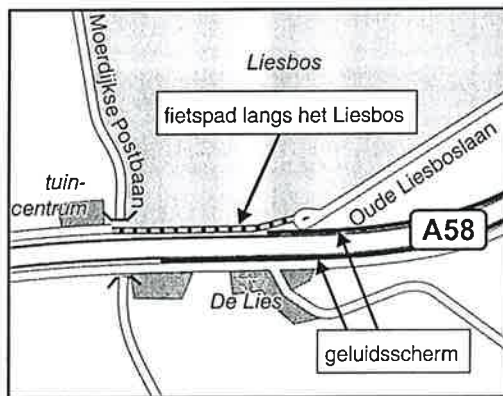 Liesbos
Moerdijkse Postbaan
fietspad langs het Liesbos
tuin-
centrum
Oude Liesboslaan
A58
De Lies
geluidsscherm